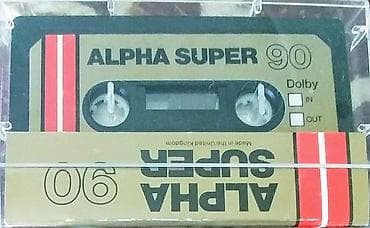 ALPHA SUPER 90
Dolby
IN
OUT
Made in the United Kingdom
ALPHA
SUPER 90